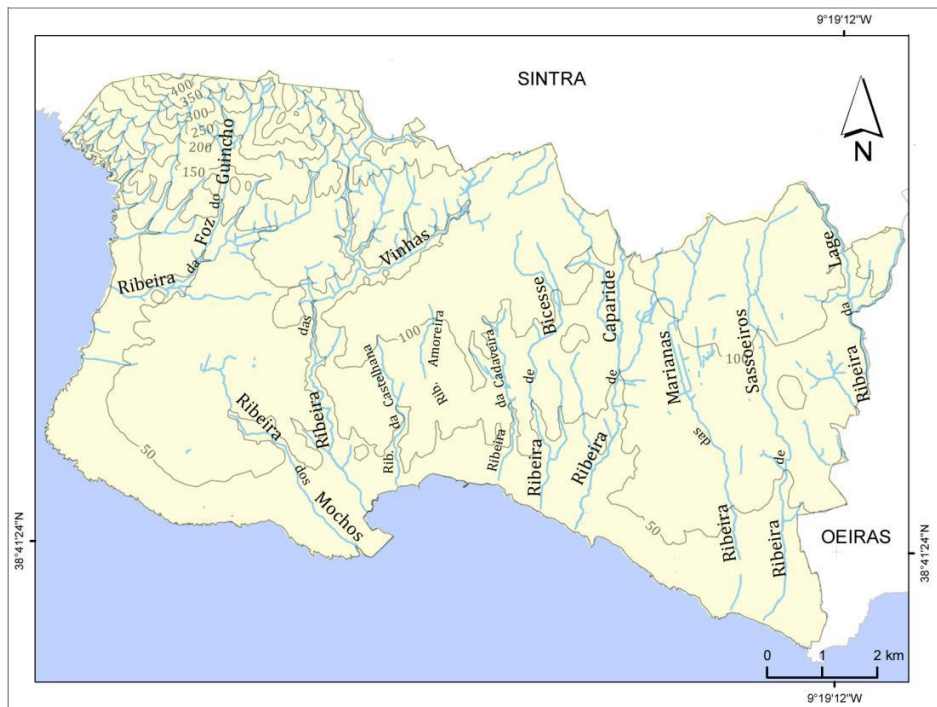 9°19'12"W
SINTRA
N
400
350
300
250
200
150
Ribeira da Foz do Guincho
Ribeira das Vinhas
Ribeira da Lage
Ribeira de Bicesse
Ribeira de Caparide
Ribeira das Marianas
Ribeira de Sassoeiros
100
Rib. da Castelhana
Rib. Amoreira
Ribeira da Cadaveira
100
Ribeira dos Mochos
50
50
38°41'24"N
38°41'24"N
OEIRAS
0 1 2 km
9°19'12"W